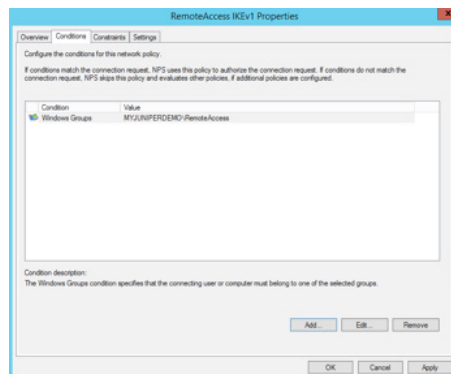 RemoteAccess IKEv1 Properties
X
Overview Conditions Constraints Settings
Configure the conditions for this network policy.
If conditions match the connection request, NPS uses this policy to authorize the connection request. If conditions do not match the
connection request, NPS skips this policy and evaluates other policies, if additional policies are configured.
Condition Value
Windows Groups MYJUNIPERDEMO\RemoteAccess
Condition description:
The Windows Groups condition specifies that the connecting user or computer must belong to one of the selected groups.
Add... Edit... Remove
OK Cancel Apply